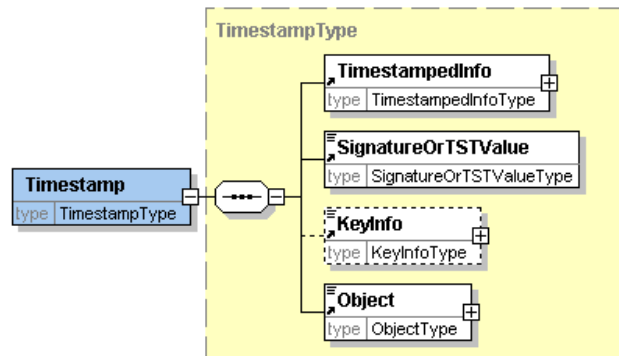 TimestampType
TimestampedInfo
type TimestampedInfoType
SignatureOrTSTValue
type SignatureOrTSTValueType
Timestamp
type TimestampType
KeyInfo
type KeyInfoType
Object
type ObjectType